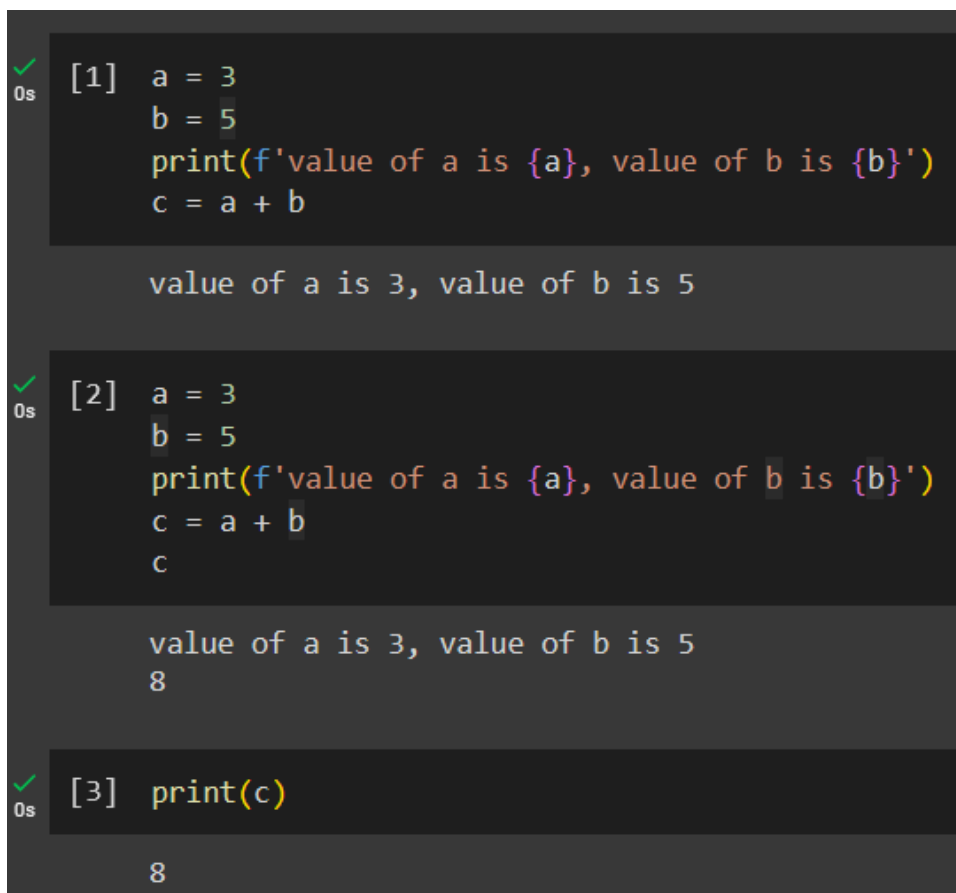 [1] a = 3
0s
b = 5
print(f'value of a is {a}, value of b is {b}')
c = a + b
value of a is 3, value of b is 5
[2] a = 3
0s
b = 5
print(f'value of a is {a}, value of b is {b}')
c = a + b
c
value of a is 3, value of b is 5
8
[3] print(c)
0s
8